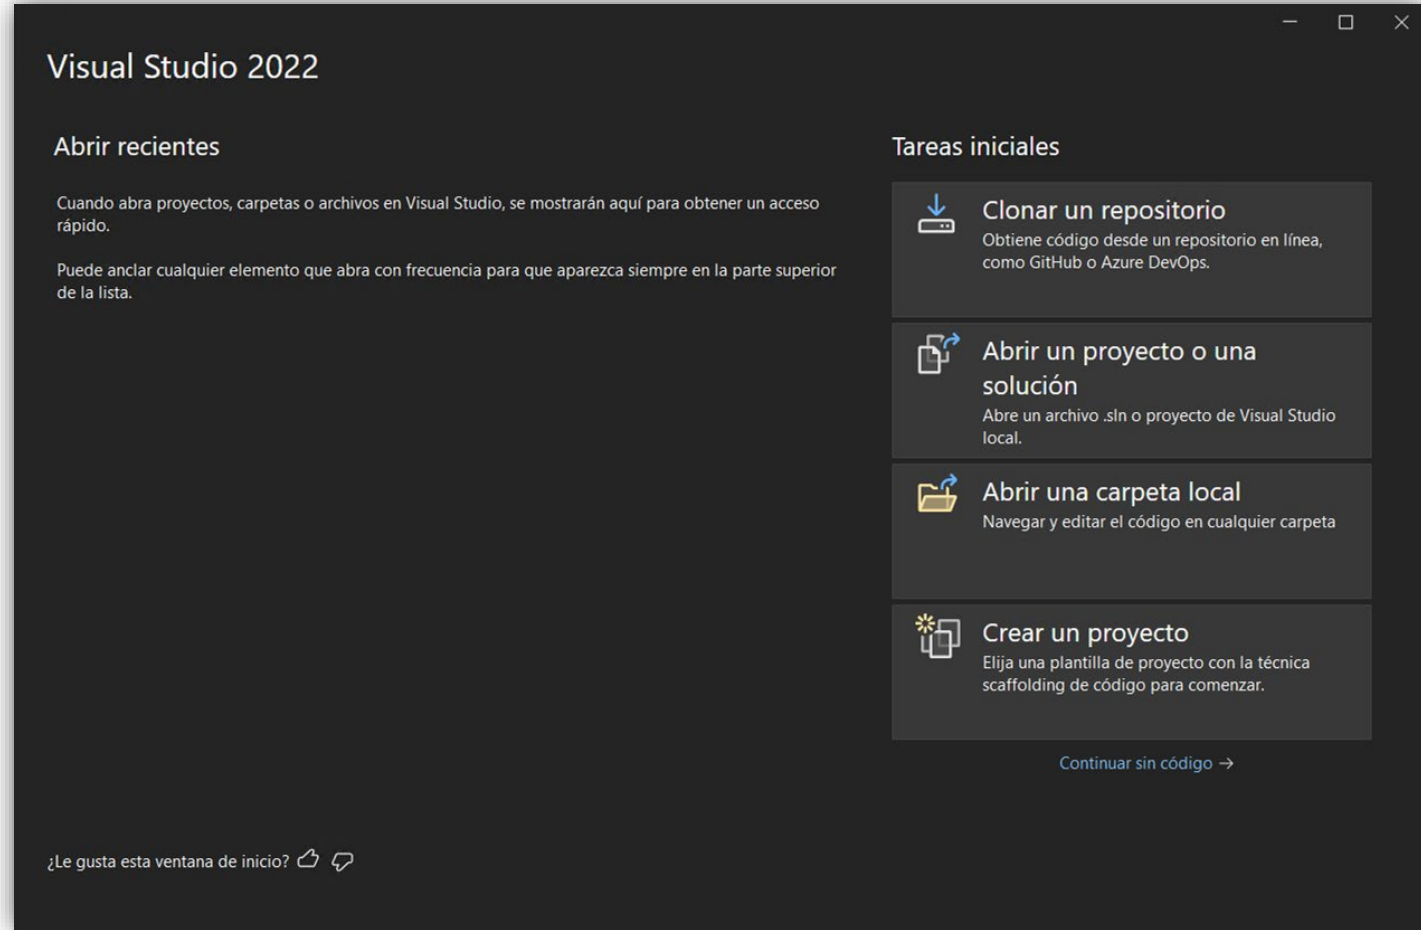 Visual Studio 2022
Abrir recientes
Cuando abra proyectos, carpetas o archivos en Visual Studio, se mostrarán aquí para obtener un acceso
rápido.
Puede anclar cualquier elemento que abra con frecuencia para que aparezca siempre en la parte superior
de la lista.
Tareas iniciales
Clonar un repositorio
Obtiene código desde un repositorio en línea,
como GitHub o Azure DevOps.
Abrir un proyecto o una
solución
Abre un archivo .sln o proyecto de Visual Studio
local.
Abrir una carpeta local
Navegar y editar el código en cualquier carpeta
Crear un proyecto
Elija una plantilla de proyecto con la técnica
scaffolding de código para comenzar.
Continuar sin código →
¿Le gusta esta ventana de inicio?